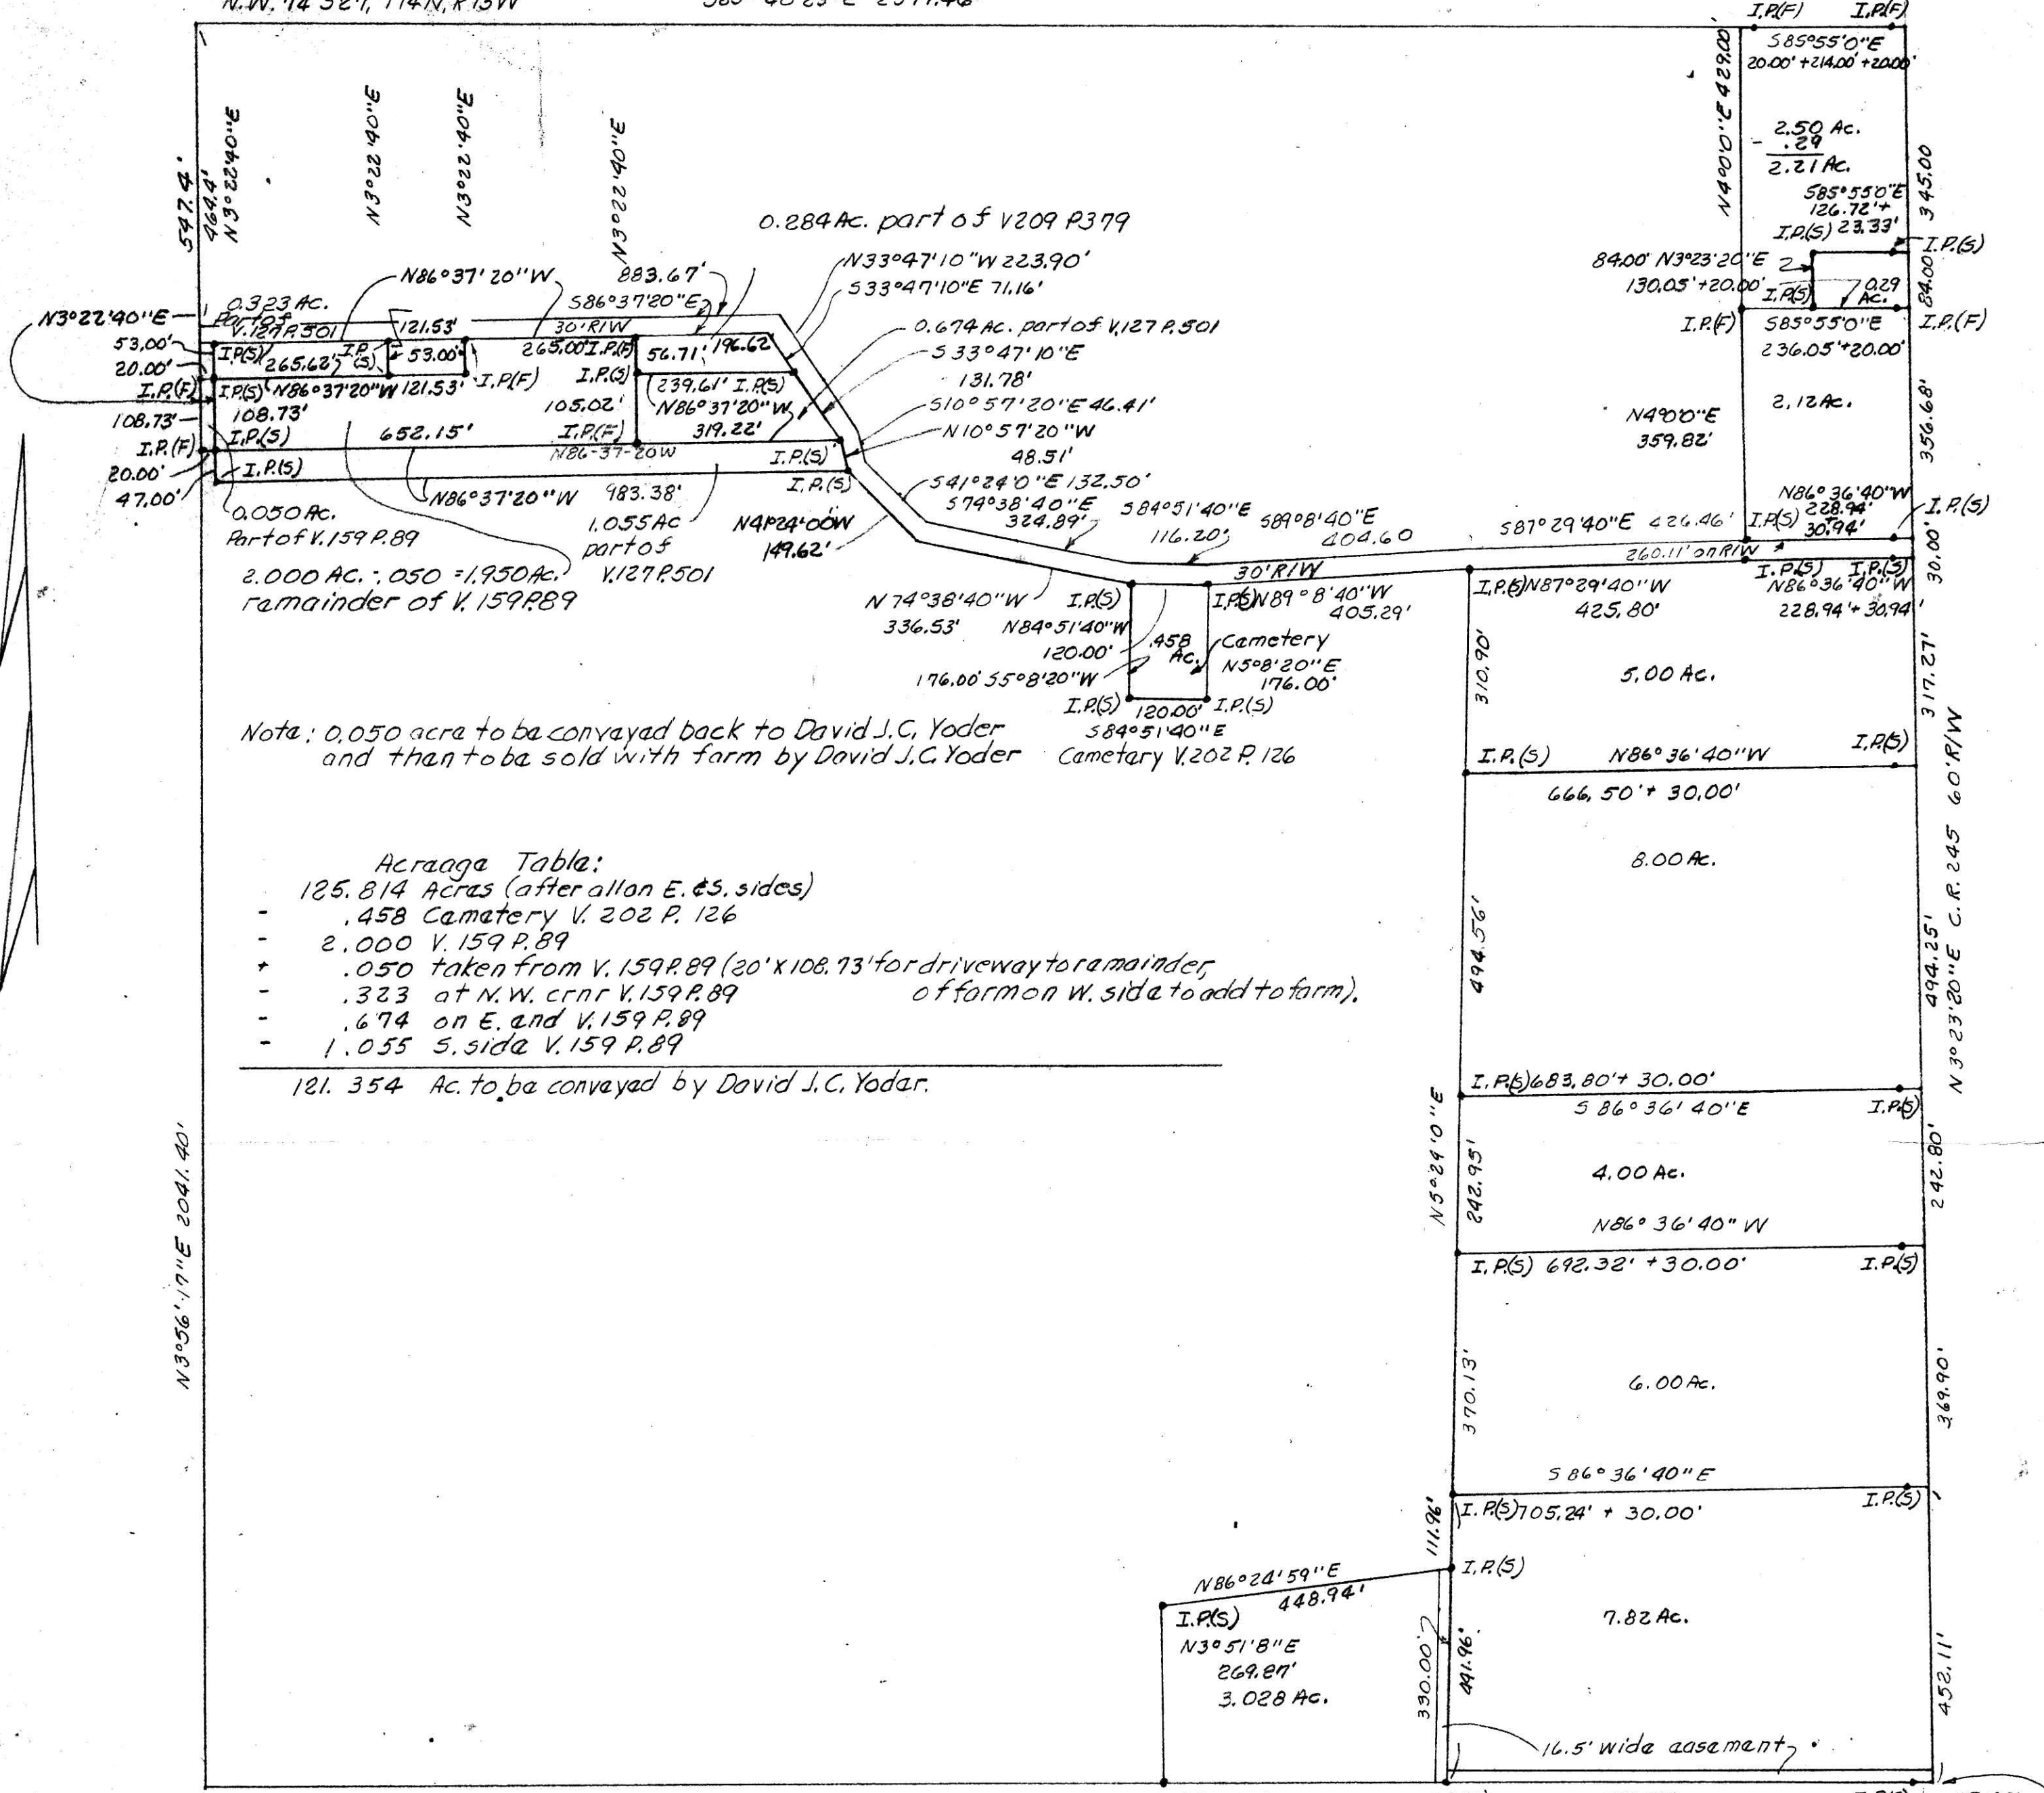 N.W. 1/4 S27, T14N, R13W
I.P.(F) I.P.(F)
S85°55'0"E
20.00' + 214.00' + 20.00'
N4°0'0"E 429.00
2.50 Ac.
- .29
2.21 Ac.
345.00
S85°55'0"E
126.72' +
23.33'
I.P.(S)
I.P.(S)
84.00' N3°23'20"E
130.05' + 20.00'
I.P.(S)
0.29
AC.
84.00'
I.P.(F)
S85°55'0"E
I.P.(F)
236.05' + 20.00'
2.12 Ac.
N4°0'0"E
359.82'
356.68'
547.4'
464.4'
N3°22'40"E
N3°22'40"E
N3°22'40"E
N3°22'40"E
0.284 Ac. part of V209 P379
N33°47'10"W 223.90'
S33°47'10"E 71.16'
N86°37'20"W
883.67'
S86°37'20"E
0.323 AC.
Part of
V.127 P.501
N3°22'40"E
53.00'
20.00'
I.P.(F)
108.73'
I.P.(F)
20.00'
47.00'
121.53'
30' R/W
I.P.(S)
265.62'
I.P.
(S)
53.00'
265.00'
I.P.(F)
56.71'
196.62'
0.674 AC. part of V.127 P.501
S33°47'10"E
131.78'
I.P.(S)
N86°37'20"W
121.53'
I.P.(F)
I.P.(S)
239.61'
I.P.(S)
N86°37'20"W
S10°57'20"E 46.41'
N10°57'20"W
48.51'
108.73'
I.P.(S)
652.15'
105.02'
I.P.(F)
319.22'
N86-37-20W
I.P.(S)
I.P.(S)
N86°37'20"W
983.38'
I.P.(S)
S41°24'0"E 132.50'
S74°38'40"E
324.89'
S84°51'40"E
116.20'
S89°8'40"E
404.60
S87°29'40"E 426.46'
N86°36'40"W
228.94'
+
30.94'
I.P.(S)
I.P.(S)
260.11' on R/W
30.00'
0.050 AC.
Part of V.159 P.89
1.055 AC
part of
V.127 P.501
N41°24'00W
149.62'
2.000 AC. - .050 = 1.950 Ac.
remainder of V. 159 P.89
30' R/W
N74°38'40"W
336.53'
I.P.(S)
N84°51'40"W
120.00'
I.P.(S)
N89°8'40"W
405.29'
I.P.(S)
N87°29'40"W
425.80'
I.P.(S)
I.P.(S)
N86°36'40"W
228.94' + 30.94'
.458
Ac.
Cemetery
N5°8'20"E
176.00'
176.00' S5°8'20"W
I.P.(S)
120.00'
I.P.(S)
S84°51'40"E
Cemetary V.202 P. 126
310.90'
5.00 Ac.
317.27'
Note: 0.050 acre to be conveyed back to David J.C. Yoder
and then to be sold with farm by David J.C. Yoder
I.P.(S)
N86°36'40"W
I.P.(S)
666.50' + 30.00'
8.00 Ac.
494.56'
494.25'
N3°23'20"E C.R. 245 60' R/W
Acreage Table:
125.814 Acres (after all on E. & S. sides)
- .458 Cemetery V. 202 P. 126
- 2.000 V. 159 P.89
+ .050 taken from V. 159 P.89 (20' x 108.73' for driveway to remainder,
of farm on W. side to add to farm).
- .323 at N.W. crnr V.159 P.89
- .674 on E. end V.159 P.89
- 1.055 S. side V.159 P.89
121.354 Ac. to be conveyed by David J.C. Yoder.
I.P.(S) 683.80' + 30.00'
S86°36'40"E
I.P.(S)
N5°24'0"E
242.95'
4.00 Ac.
242.80'
N86°36'40"W
I.P.(S) 692.32' + 30.00'
I.P.(S)
N3°56'17"E 2041.40'
370.13'
6.00 Ac.
369.90'
S86°36'40"E
I.P.(S) 705.24' + 30.00'
I.P.(S)
111.96'
I.P.(S)
N86°24'59"E
448.94'
I.P.(S)
N3°51'8"E
269.87'
3.028 Ac.
330.00'
441.96'
7.82 Ac.
452.11'
16.5' wide easement